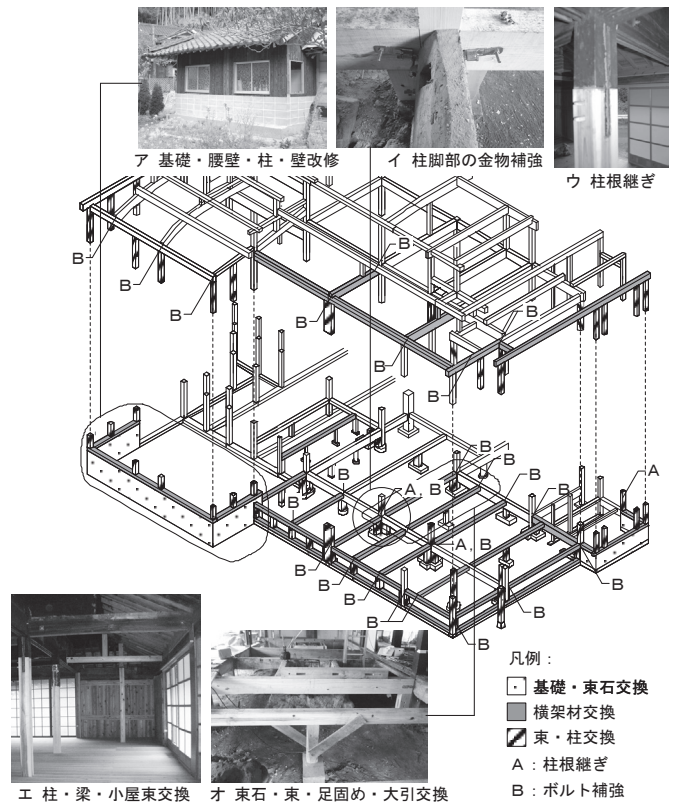 ア 基礎・腰壁・柱・壁改修
イ 柱脚部の金物補強
ウ 柱根継ぎ
B
B
B
B
B
B
B
B
A
B
B
B
B
B
A, B
B
A, B
B
B
B
B
B
B
B
凡例：
基礎・束石交換
横架材交換
束・柱交換
A：柱根継ぎ
B：ボルト補強
エ 柱・梁・小屋束交換
オ 束石・束・足固め・大引交換